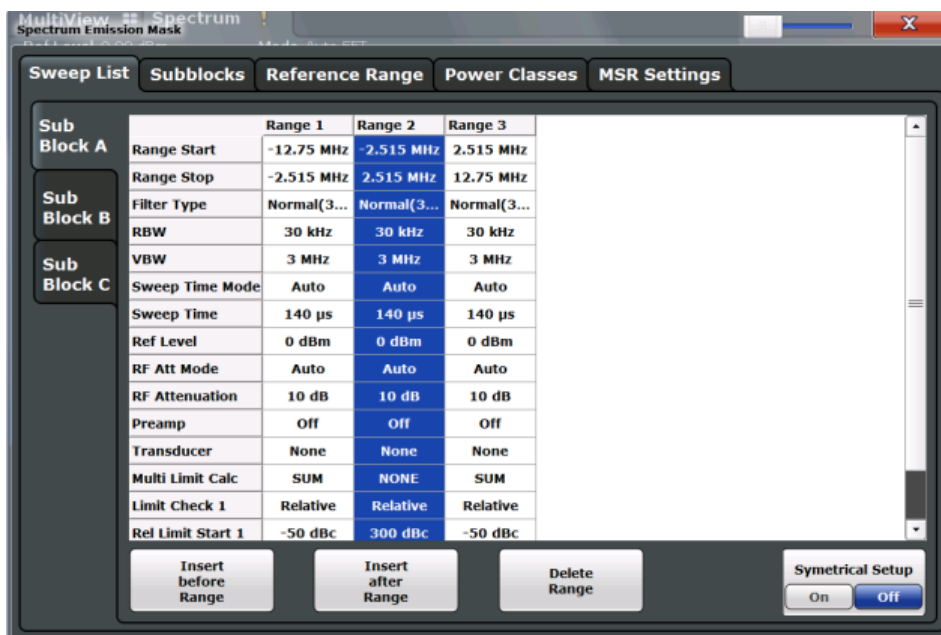 MultiView Spectrum !
Spectrum Emission Mask
X
Sweep List Subblocks Reference Range Power Classes MSR Settings
Sub
Block A
Sub
Block B
Sub
Block C
Range 1 Range 2 Range 3
Range Start -12.75 MHz -2.515 MHz 2.515 MHz
Range Stop -2.515 MHz 2.515 MHz 12.75 MHz
Filter Type Normal(3... Normal(3... Normal(3...
RBW 30 kHz 30 kHz 30 kHz
VBW 3 MHz 3 MHz 3 MHz
Sweep Time Mode Auto Auto Auto
Sweep Time 140 µs 140 µs 140 µs
Ref Level 0 dBm 0 dBm 0 dBm
RF Att Mode Auto Auto Auto
RF Attenuation 10 dB 10 dB 10 dB
Preamp Off Off Off
Transducer None None None
Multi Limit Calc SUM NONE SUM
Limit Check 1 Relative Relative Relative
Rel Limit Start 1 -50 dBc 300 dBc -50 dBc
Insert
before
Range
Insert
after
Range
Delete
Range
Symetrical Setup
On Off